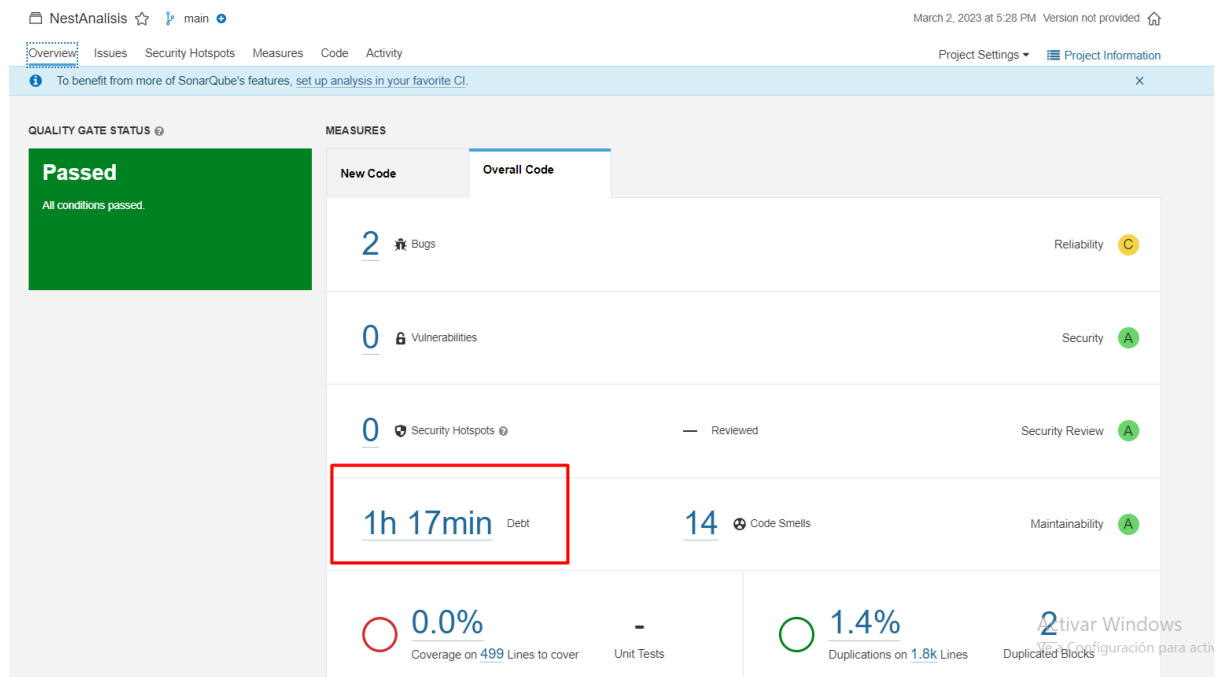 NestAnalisis main March 2, 2023 at 5:28 PM Version not provided
Overview Issues Security Hotspots Measures Code Activity Project Settings Project Information
To benefit from more of SonarQube's features, set up analysis in your favorite CI.
QUALITY GATE STATUS MEASURES
Passed
All conditions passed.
New Code Overall Code
2 Bugs Reliability C
0 Vulnerabilities Security A
0 Security Hotspots — Reviewed Security Review A
1h 17min Debt 14 Code Smells Maintainability A
0.0% - 1.4% 2
Coverage on 499 Lines to cover Unit Tests Duplications on 1.8k Lines Duplicated Blocks
Activar Windows
Ve a Configuración para activ